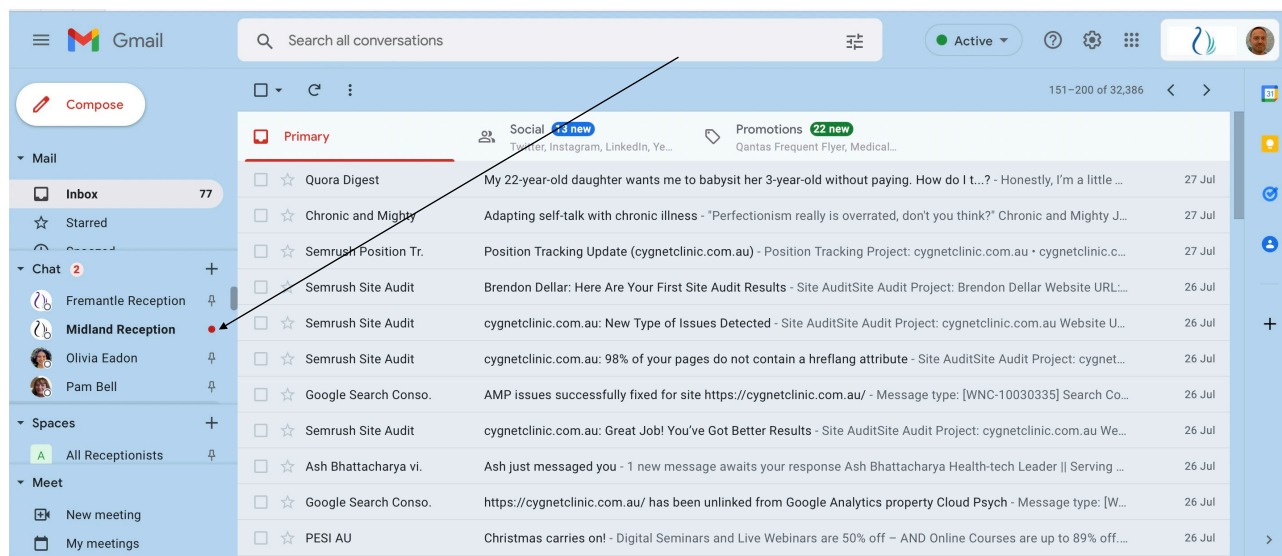 Gmail
Search all conversations
Active
Compose
151–200 of 32,386
31
Primary
Social 13 new
Twitter, Instagram, LinkedIn, Ye...
Promotions 22 new
Qantas Frequent Flyer, Medical...
Mail
Inbox 77
Starred
Snoozed
Chat 2
Fremantle Reception
Midland Reception
Olivia Eadon
Pam Bell
Spaces
A All Receptionists
Meet
New meeting
My meetings
Quora Digest My 22-year-old daughter wants me to babysit her 3-year-old without paying. How do I t...? - Honestly, I'm a little ... 27 Jul
Chronic and Mighty Adapting self-talk with chronic illness - "Perfectionism really is overrated, don't you think?" Chronic and Mighty J... 27 Jul
Semrush Position Tr. Position Tracking Update (cygnetclinic.com.au) - Position Tracking Project: cygnetclinic.com.au • cygnetclinic.c... 27 Jul
Semrush Site Audit Brendon Dellar: Here Are Your First Site Audit Results - Site AuditSite Audit Project: Brendon Dellar Website URL:... 26 Jul
Semrush Site Audit cygnetclinic.com.au: New Type of Issues Detected - Site AuditSite Audit Project: cygnetclinic.com.au Website U... 26 Jul
Semrush Site Audit cygnetclinic.com.au: 98% of your pages do not contain a hreflang attribute - Site AuditSite Audit Project: cygnet... 26 Jul
Google Search Conso. AMP issues successfully fixed for site https://cygnetclinic.com.au/ - Message type: [WNC-10030335] Search Co... 26 Jul
Semrush Site Audit cygnetclinic.com.au: Great Job! You've Got Better Results - Site AuditSite Audit Project: cygnetclinic.com.au We... 26 Jul
Ash Bhattacharya vi. Ash just messaged you - 1 new message awaits your response Ash Bhattacharya Health-tech Leader || Serving ... 26 Jul
Google Search Conso. https://cygnetclinic.com.au/ has been unlinked from Google Analytics property Cloud Psych - Message type: [W... 26 Jul
PESI AU Christmas carries on! - Digital Seminars and Live Webinars are 50% off – AND Online Courses are up to 89% off.... 26 Jul